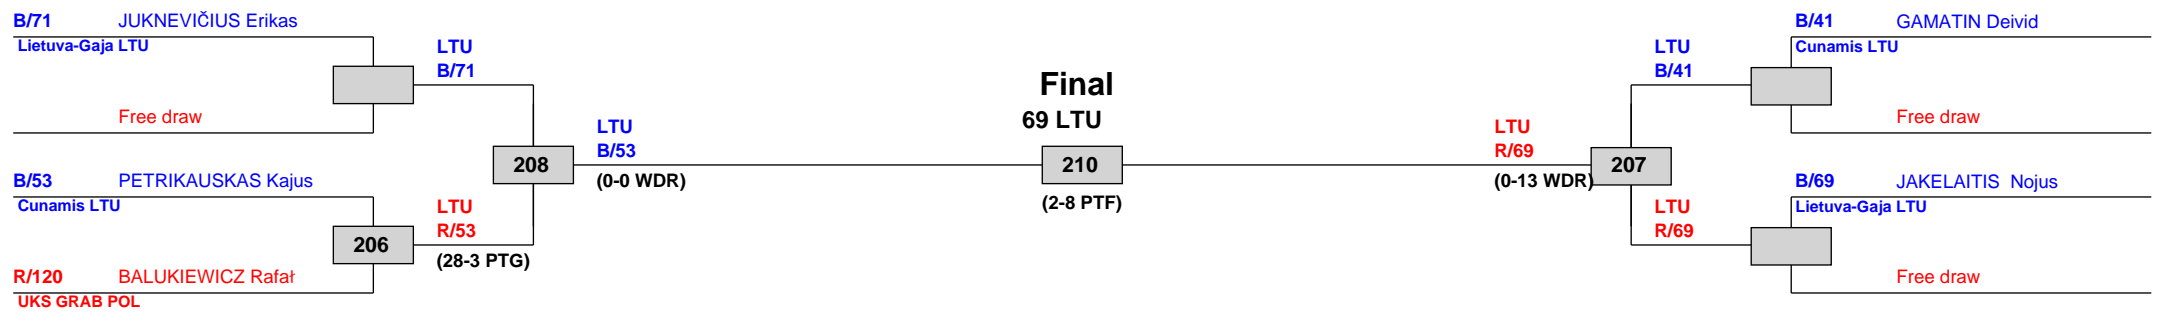 B/71 JUKNEVIČIUS Erikas
Lietuva-Gaja LTU
LTU
B/71
Free draw
B/53 PETRIKAUSKAS Kajus
Cunamis LTU
206
R/120 BALUKIEWICZ Rafał
UKS GRAB POL
LTU
R/53
(28-3 PTG)
208
LTU
B/53
(0-0 WDR)
Final
69 LTU
210
(2-8 PTF)
LTU
R/69
(0-13 WDR)
207
LTU
B/41
LTU
R/69
B/41 GAMATIN Deivid
Cunamis LTU
Free draw
B/69 JAKELAITIS Nojus
Lietuva-Gaja LTU
Free draw